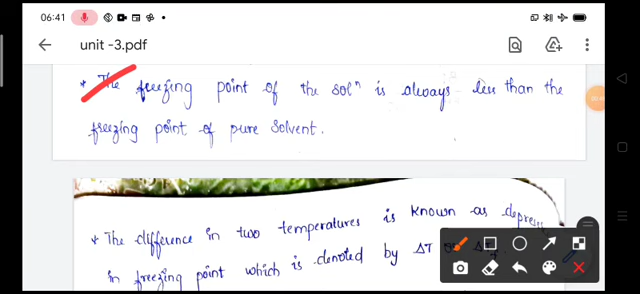 06:41
unit -3.pdf
* The freezing point of the solⁿ is always less than the
freezing point of pure solvent.
* The difference in two temperatures is known as
in freezing point which is denoted by ΔT